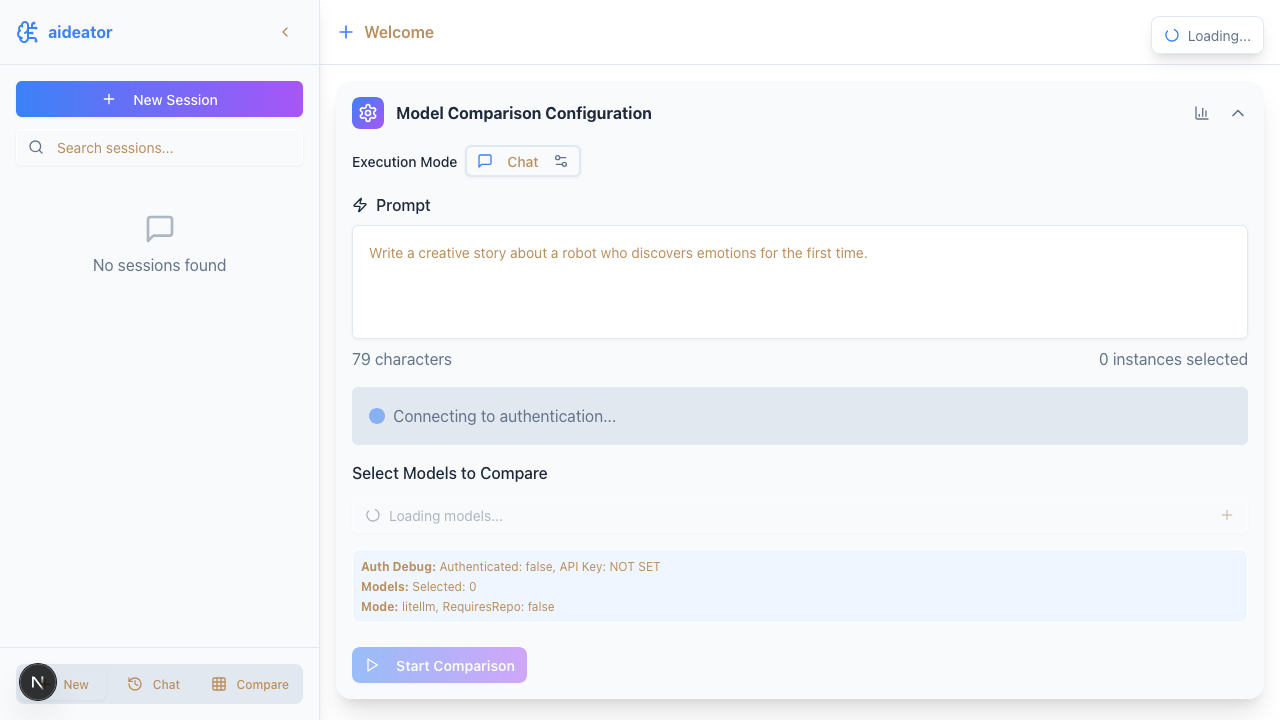 aideator
Welcome
Loading...
New Session
Search sessions...
No sessions found
Model Comparison Configuration
Execution Mode
Chat
Prompt
Write a creative story about a robot who discovers emotions for the first time.
79 characters
0 instances selected
Connecting to authentication...
Select Models to Compare
Loading models...
Auth Debug: Authenticated: false, API Key: NOT SET
Models: Selected: 0
Mode: litellm, RequiresRepo: false
Start Comparison
N
New
Chat
Compare